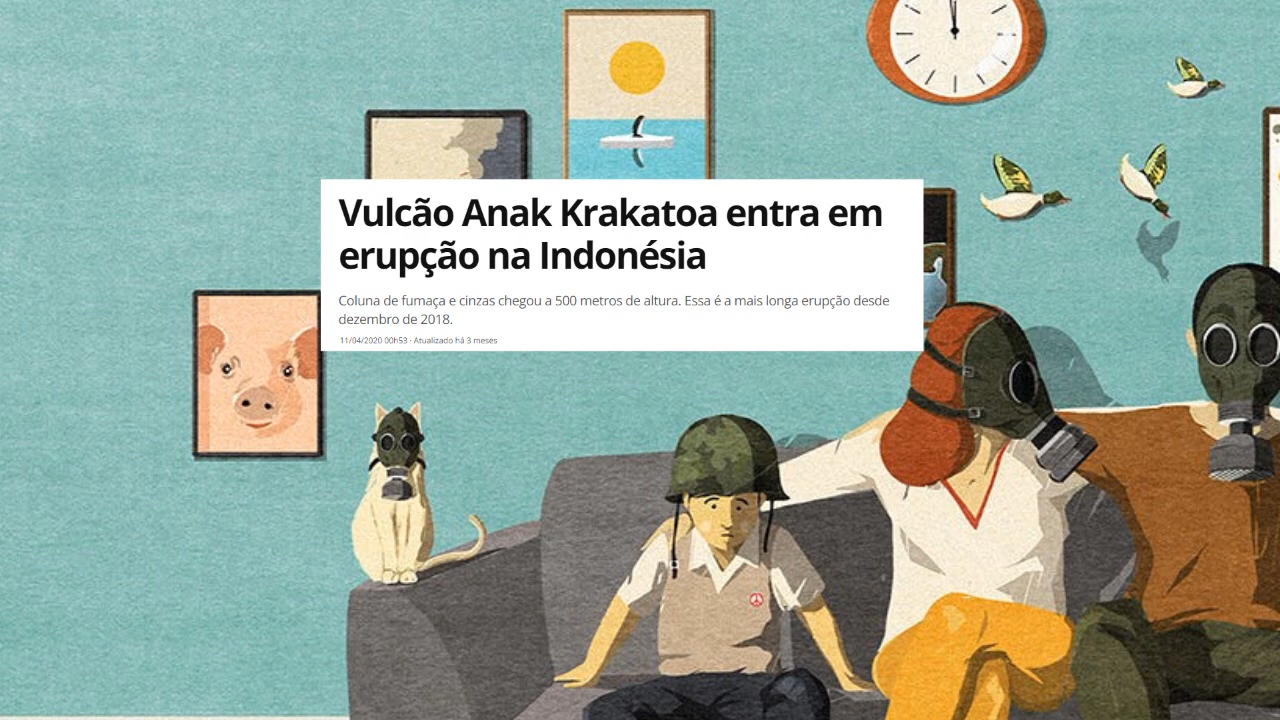 Vulcão Anak Krakatoa entra em
erupção na Indonésia
Coluna de fumaça e cinzas chegou a 500 metros de altura. Essa é a mais longa erupção desde
dezembro de 2018.
11/04/2020 00h53 · Atualizado há 3 meses